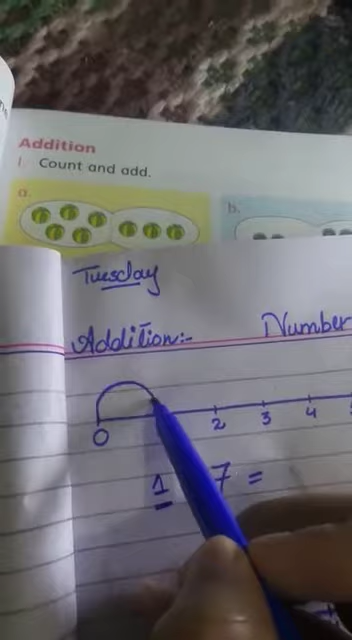 Addition
1. Count and add.
a.
b.
Tuesday
Addition:- Number
0 2 3 4
1 7 =